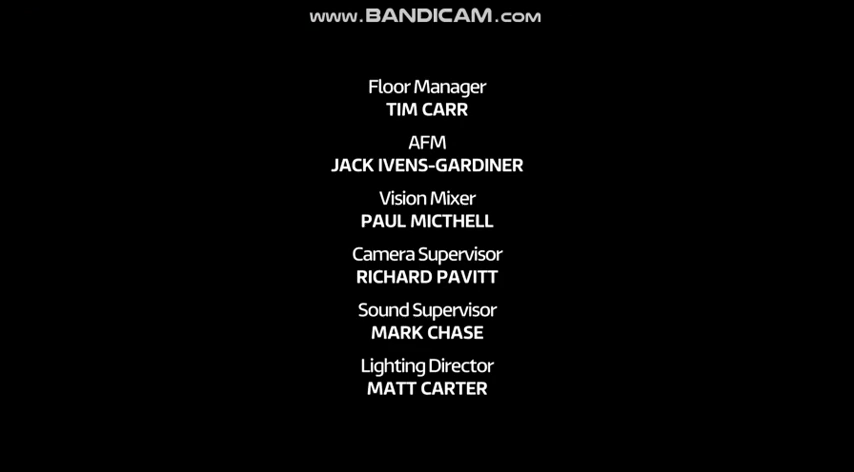 www.BANDICAM.com
Floor Manager
TIM CARR
AFM
JACK IVENS-GARDINER
Vision Mixer
PAUL MICTHELL
Camera Supervisor
RICHARD PAVITT
Sound Supervisor
MARK CHASE
Lighting Director
MATT CARTER